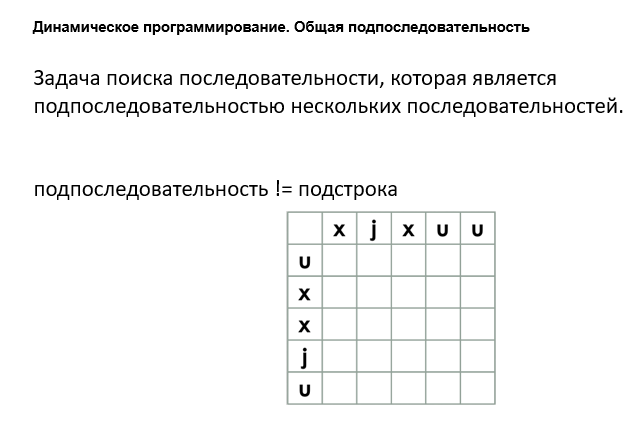 Динамическое программирование. Общая подпоследовательность
Задача поиска последовательности, которая является
подпоследовательностью нескольких последовательностей.
подпоследовательность != подстрока
x j x u u
u
x
x
j
u